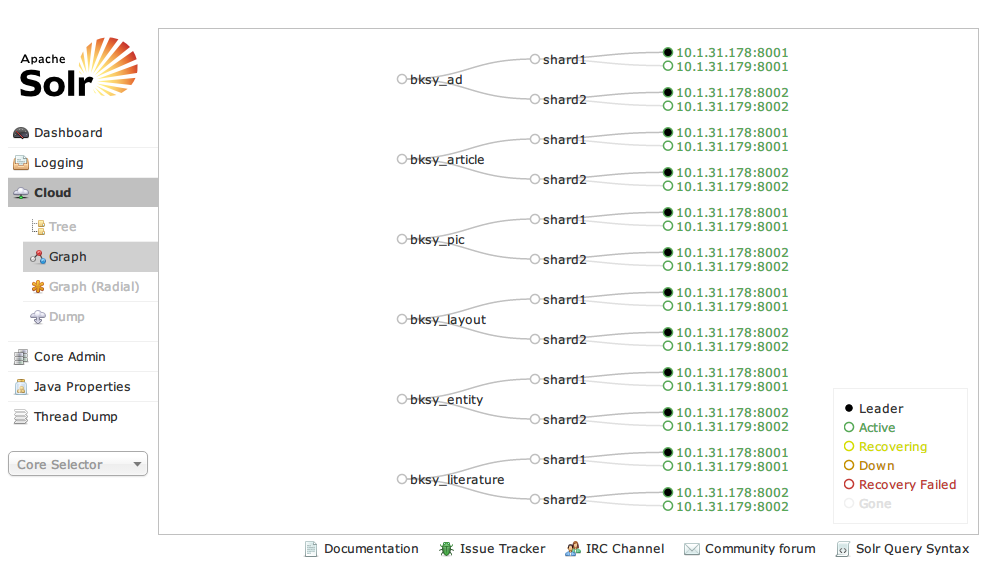 Apache
Solr
Dashboard
Logging
Cloud
Tree
Graph
Graph (Radial)
Dump
Core Admin
Java Properties
Thread Dump
Core Selector
bksy_ad
shard1
10.1.31.178:8001
10.1.31.179:8001
shard2
10.1.31.178:8002
10.1.31.179:8002
bksy_article
shard1
10.1.31.178:8001
10.1.31.179:8001
shard2
10.1.31.178:8002
10.1.31.179:8002
bksy_pic
shard1
10.1.31.178:8001
10.1.31.179:8001
shard2
10.1.31.178:8002
10.1.31.179:8002
bksy_layout
shard1
10.1.31.178:8001
10.1.31.179:8001
shard2
10.1.31.178:8002
10.1.31.179:8002
bksy_entity
shard1
10.1.31.178:8001
10.1.31.179:8001
shard2
10.1.31.178:8002
10.1.31.179:8002
bksy_literature
shard1
10.1.31.178:8001
10.1.31.179:8001
shard2
10.1.31.178:8002
10.1.31.179:8002
Leader
Active
Recovering
Down
Recovery Failed
Gone
Documentation
Issue Tracker
IRC Channel
Community forum
Solr Query Syntax